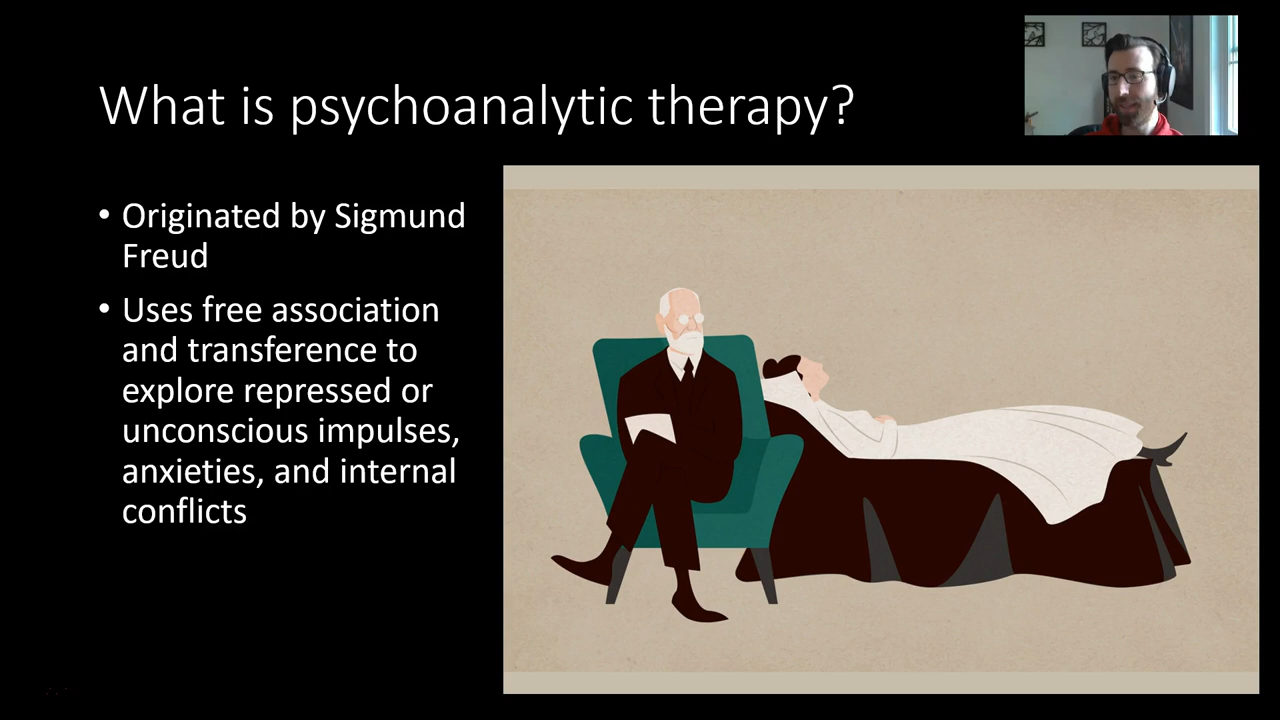 What is psychoanalytic therapy?
• Originated by Sigmund
Freud
• Uses free association
and transference to
explore repressed or
unconscious impulses,
anxieties, and internal
conflicts